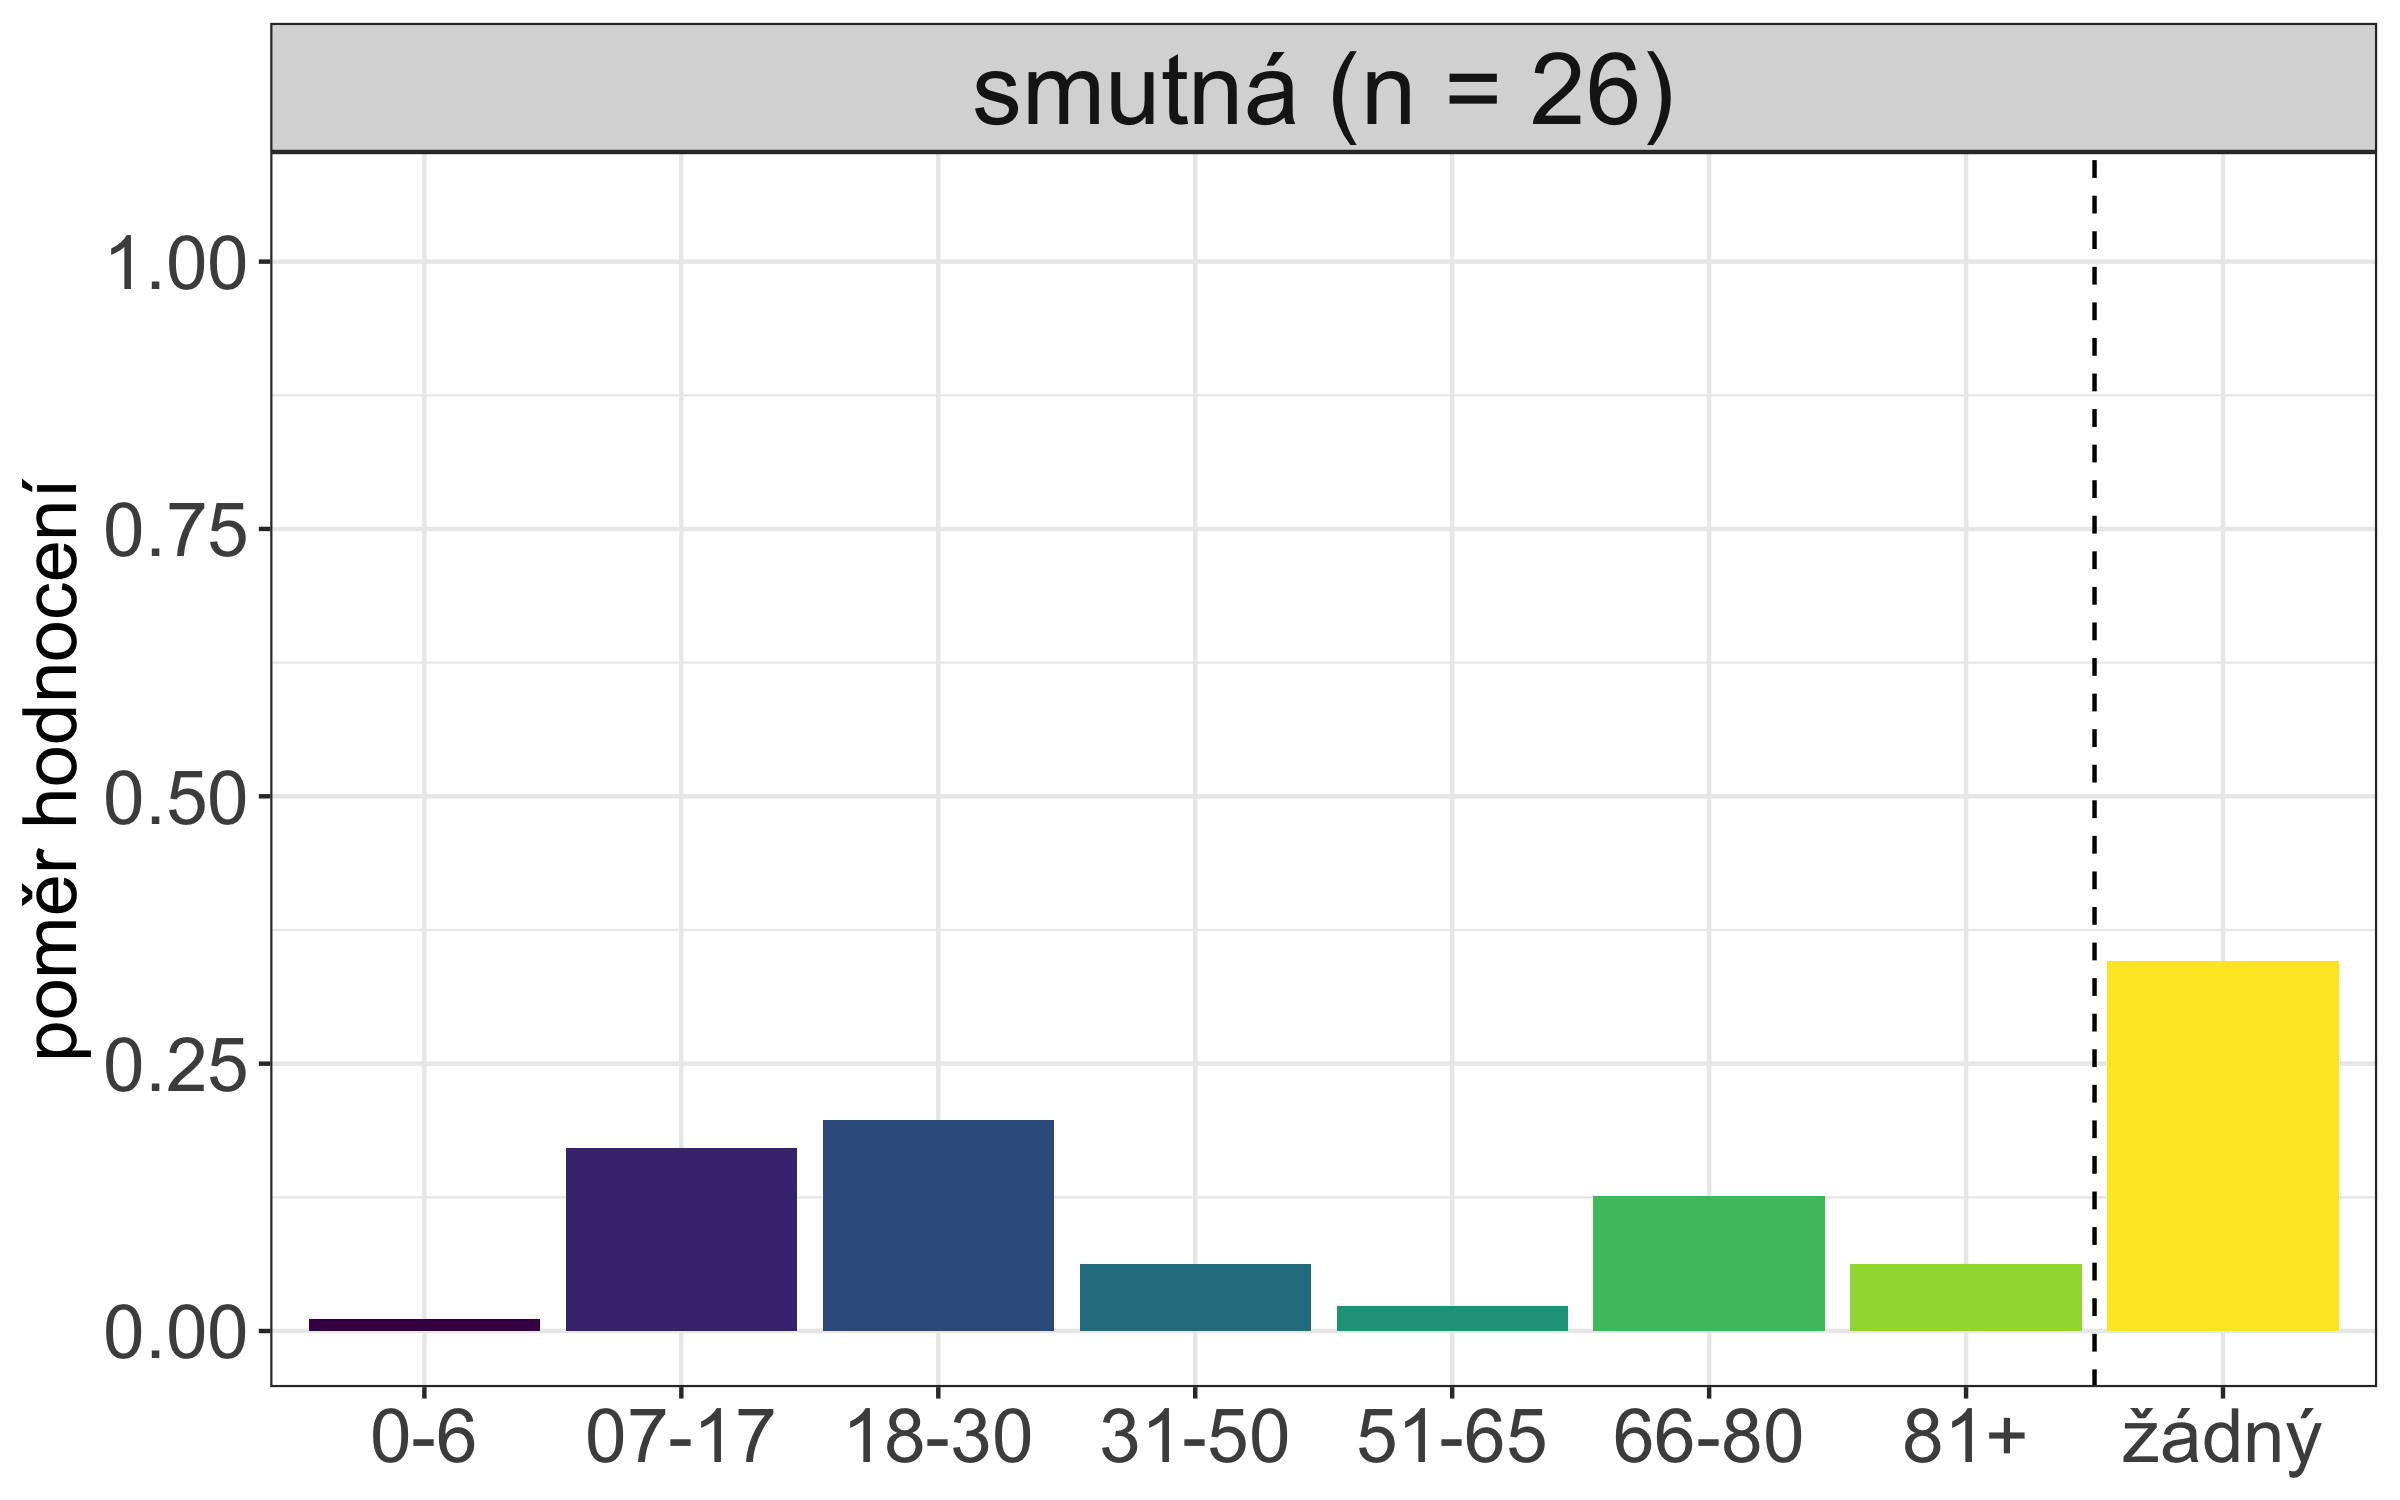 smutná (n = 26)
poměr hodnocení
1.00
0.75
0.50
0.25
0.00
0-6 07-17 18-30 31-50 51-65 66-80 81+ žádný